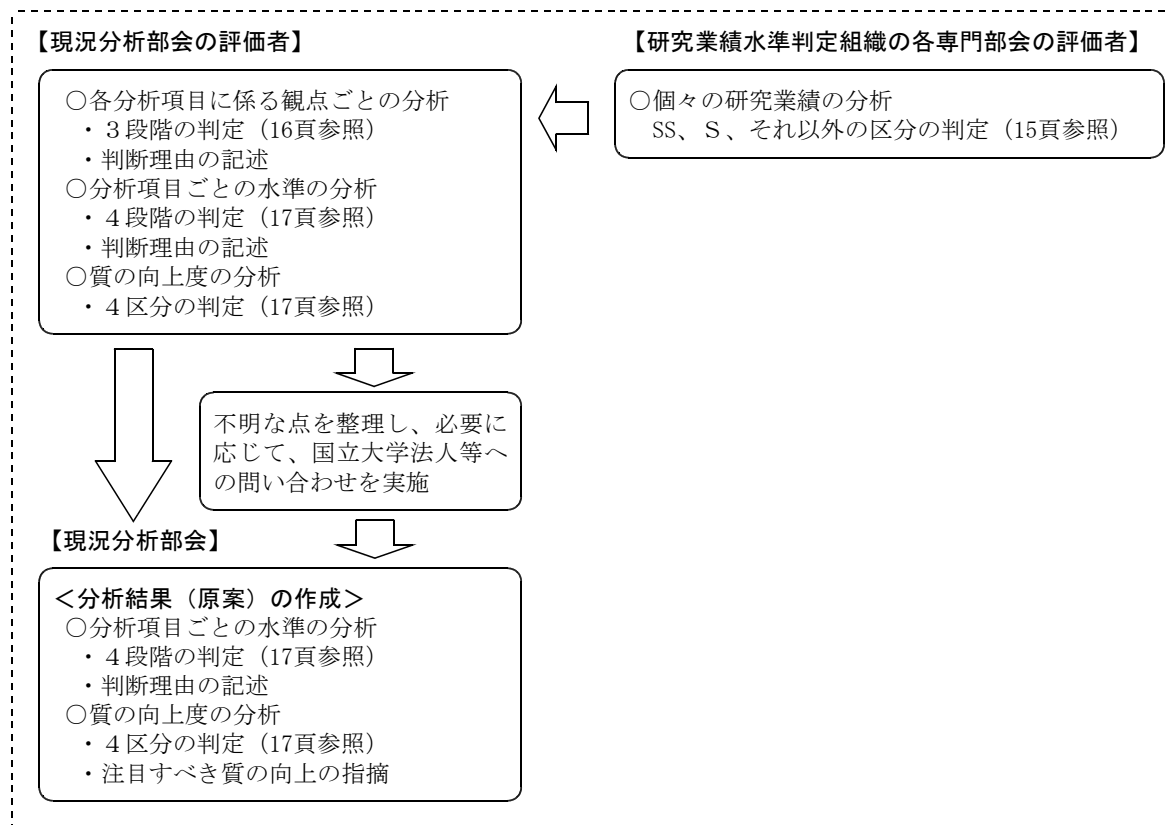 【現況分析部会の評価者】
○各分析項目に係る観点ごとの分析
・３段階の判定（16頁参照）
・判断理由の記述
○分析項目ごとの水準の分析
・４段階の判定（17頁参照）
・判断理由の記述
○質の向上度の分析
・４区分の判定（17頁参照）
【研究業績水準判定組織の各専門部会の評価者】
○個々の研究業績の分析
SS、Ｓ、それ以外の区分の判定（15頁参照）
不明な点を整理し、必要に
応じて、国立大学法人等へ
の問い合わせを実施
【現況分析部会】
＜分析結果（原案）の作成＞
○分析項目ごとの水準の分析
・４段階の判定（17頁参照）
・判断理由の記述
○質の向上度の分析
・４区分の判定（17頁参照）
・注目すべき質の向上の指摘